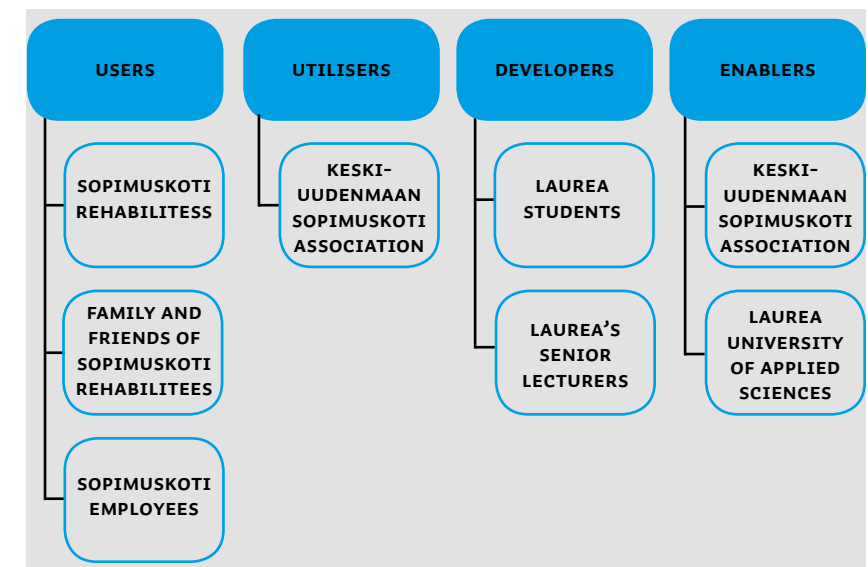 USERS
SOPIMUSKOTI
REHABILITESS
FAMILY AND
FRIENDS OF
SOPIMUSKOTI
REHABILITEES
SOPIMUSKOTI
EMPLOYEES
UTILISERS
KESKI-
UUDENMAAN
SOPIMUSKOTI
ASSOCIATION
DEVELOPERS
LAUREA
STUDENTS
LAUREA’S
SENIOR
LECTURERS
ENABLERS
KESKI-
UUDENMAAN
SOPIMUSKOTI
ASSOCIATION
LAUREA
UNIVERSITY
OF APPLIED
SCIENCES